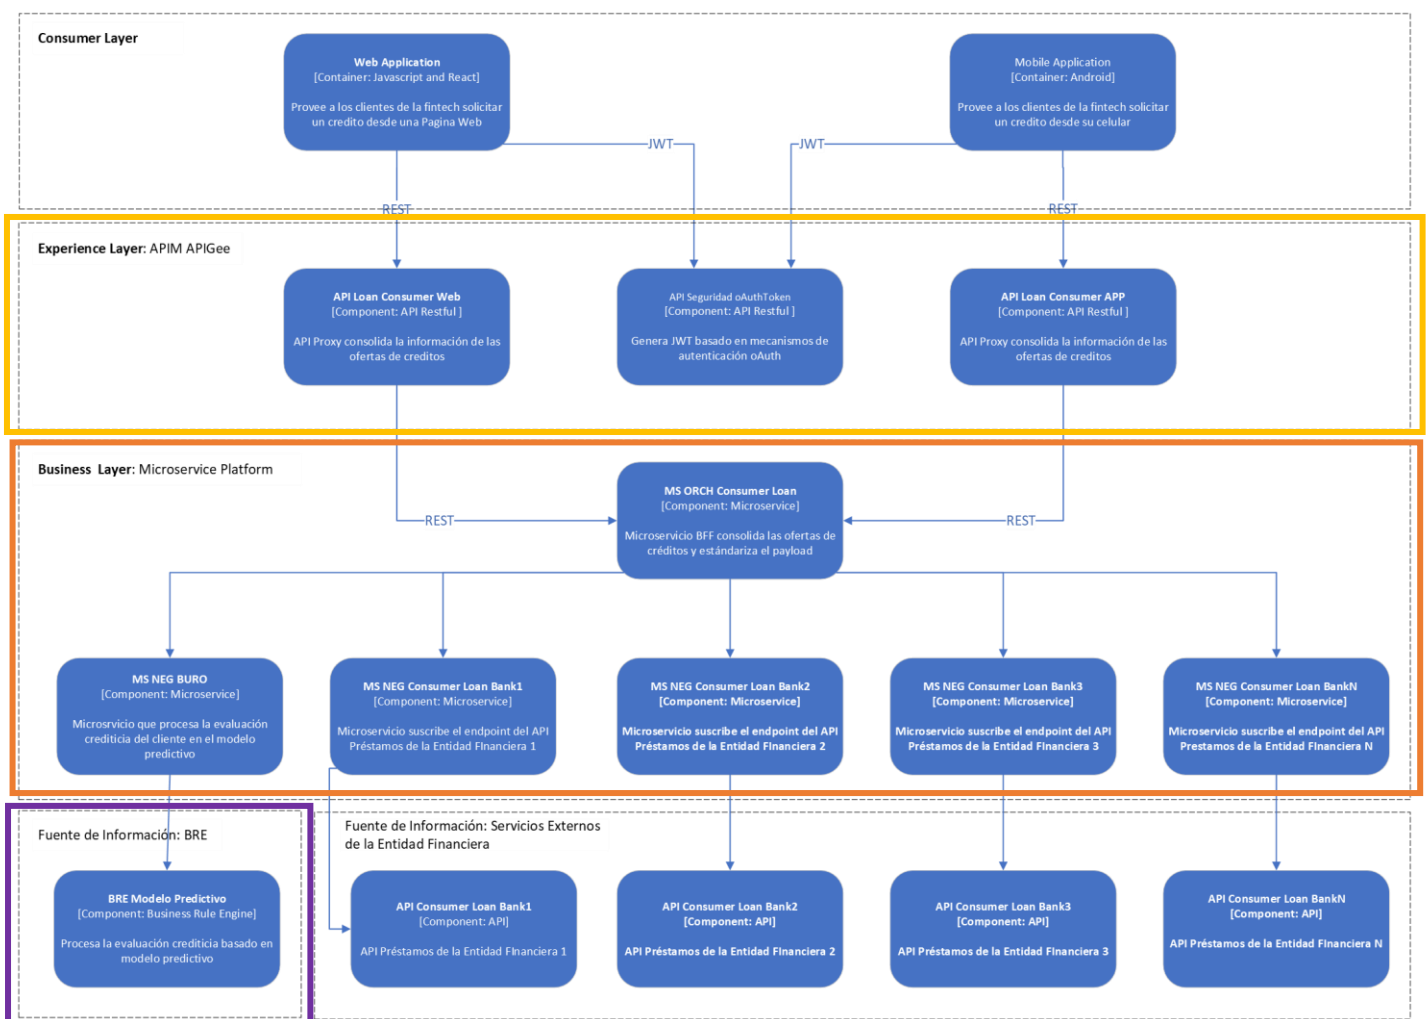 Consumer Layer
Web Application
[Container: Javascript and React]
Provee a los clientes de la fintech solicitar
un credito desde una Pagina Web
Mobile Application
[Container: Android]
Provee a los clientes de la fintech solicitar
un credito desde su celular
JWT
JWT
REST
REST
Experience Layer: APIM APIGee
API Loan Consumer Web
[Component: API Restful ]
API Proxy consolida la información de las
ofertas de creditos
API Seguridad oAuthToken
[Component: API Restful ]
Genera JWT basado en mecanismos de
autenticación oAuth
API Loan Consumer APP
[Component: API Restful ]
API Proxy consolida la información de las
ofertas de creditos
Business Layer: Microservice Platform
MS ORCH Consumer Loan
[Component: Microservice]
Microservicio BFF consolida las ofertas de
créditos y estándariza el payload
REST
REST
MS NEG BURO
[Component: Microservice]
Microsrvicio que procesa la evaluación
crediticia del cliente en el modelo
predictivo
MS NEG Consumer Loan Bank1
[Component: Microservice]
Microservicio suscribe el endpoint del API
Préstamos de la Entidad FInanciera 1
MS NEG Consumer Loan Bank2
[Component: Microservice]
Microservicio suscribe el endpoint del API
Préstamos de la Entidad FInanciera 2
MS NEG Consumer Loan Bank3
[Component: Microservice]
Microservicio suscribe el endpoint del API
Préstamos de la Entidad FInanciera 3
MS NEG Consumer Loan BankN
[Component: Microservice]
Microservicio suscribe el endpoint del API
Prestamos de la Entidad FInanciera N
Fuente de Información: BRE
Fuente de Información: Servicios Externos
de la Entidad Financiera
BRE Modelo Predictivo
[Component: Business Rule Engine]
Procesa la evaluación crediticia basado en
modelo predictivo
API Consumer Loan Bank1
[Component: API]
API Préstamos de la Entidad FInanciera 1
API Consumer Loan Bank2
[Component: API]
API Préstamos de la Entidad FInanciera 2
API Consumer Loan Bank3
[Component: API]
API Préstamos de la Entidad FInanciera 3
API Consumer Loan BankN
[Component: API]
API Préstamos de la Entidad FInanciera N